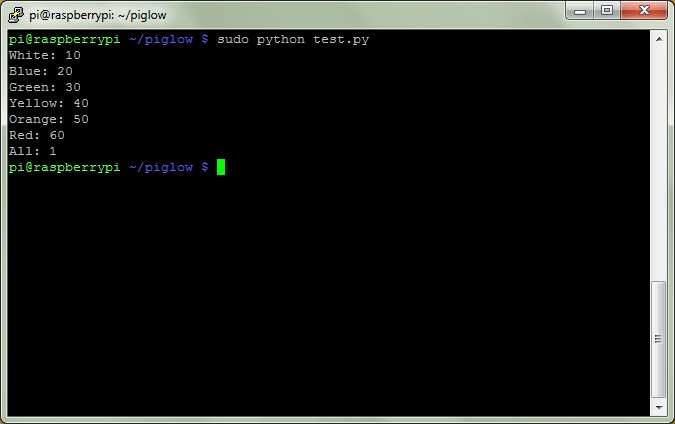 pi@raspberrypi: ~/piglow
pi@raspberrypi ~/piglow $ sudo python test.py
White: 10
Blue: 20
Green: 30
Yellow: 40
Orange: 50
Red: 60
All: 1
pi@raspberrypi ~/piglow $